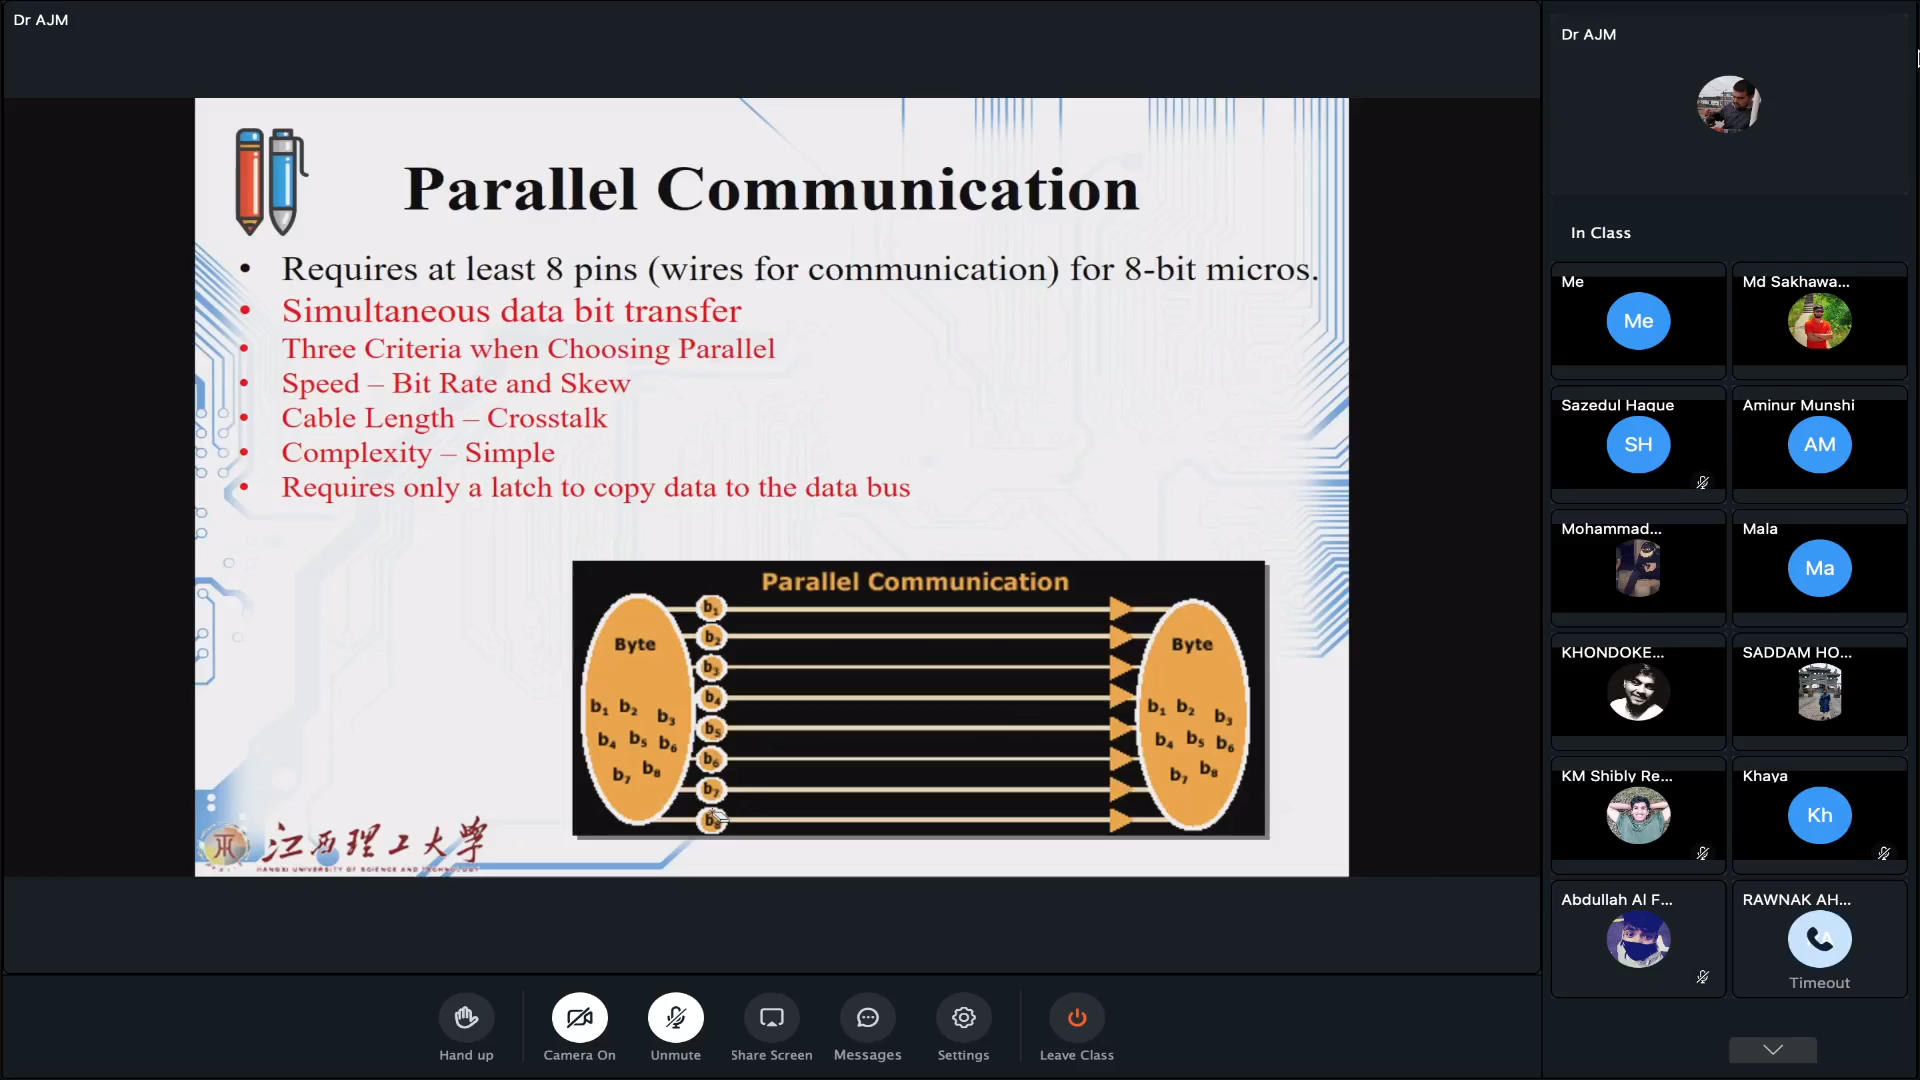 Dr AJM
Parallel Communication
• Requires at least 8 pins (wires for communication) for 8-bit micros.
• Simultaneous data bit transfer
• Three Criteria when Choosing Parallel
• Speed – Bit Rate and Skew
• Cable Length – Crosstalk
• Complexity – Simple
• Requires only a latch to copy data to the data bus
Parallel Communication
Byte
b1 b2 b3
b4 b5 b6
b7 b8
b1
b2
b3
b4
b5
b6
b7
Byte
b1 b2 b3
b4 b5 b6
b7 b8
江西理工大学
UNIVERSITY OF SCIENCE AND TECHNOLOGY
Hand up
Camera On
Unmute
Share Screen
Messages
Settings
Leave Class
Dr AJM
In Class
Me
Me
Md Sakhawa...
Sazedul Haque
SH
Aminur Munshi
AM
Mohammad...
Mala
Ma
KHONDOKE...
SADDAM HO...
KM Shibly Re...
Khaya
Kh
Abdullah Al F...
RAWNAK AH...
Timeout